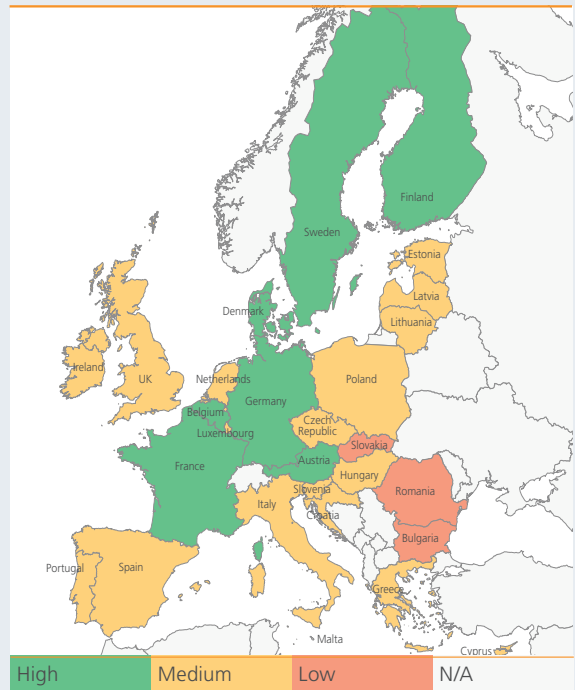 Finland
Sweden
Estonia
Latvia
Denmark
Lithuania
Ireland
UK
Netherlands
Poland
Germany
Belgium
Czech
Republic
Luxembourg
Slovakia
Austria
France
Hungary
Slovenia
Romania
Italy
Croatia
Bulgaria
Portugal
Spain
Greece
Malta
Cyprus
High
Medium
Low
N/A